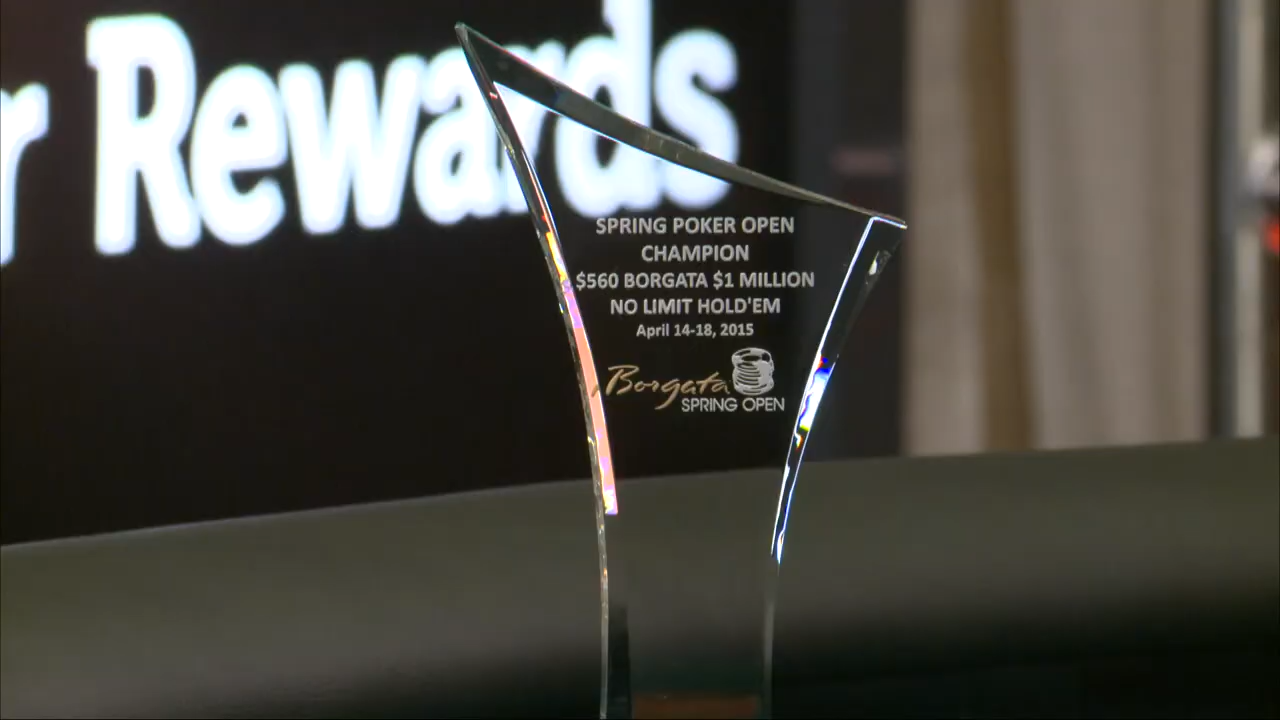 r Rewards
SPRING POKER OPEN
CHAMPION
$560 BORGATA $1 MILLION
NO LIMIT HOLD'EM
April 14-18, 2015
Borgata
SPRING OPEN